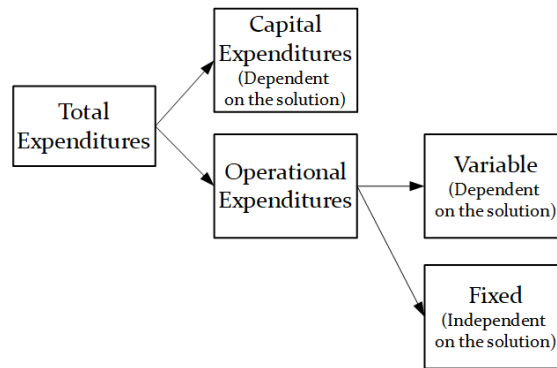 Capital
Expenditures
(Dependent
on the solution)
Total
Expenditures
Operational
Expenditures
Variable
(Dependent
on the solution)
Fixed
(Independent
on the solution)